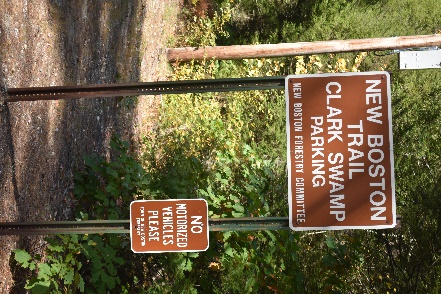 NEW BOSTON
TRAIL
CLARK SWAMP
PARKING
NEW BOSTON FORESTRY COMMITTEE
NO
MOTORIZED
VEHICLES
PLEASE